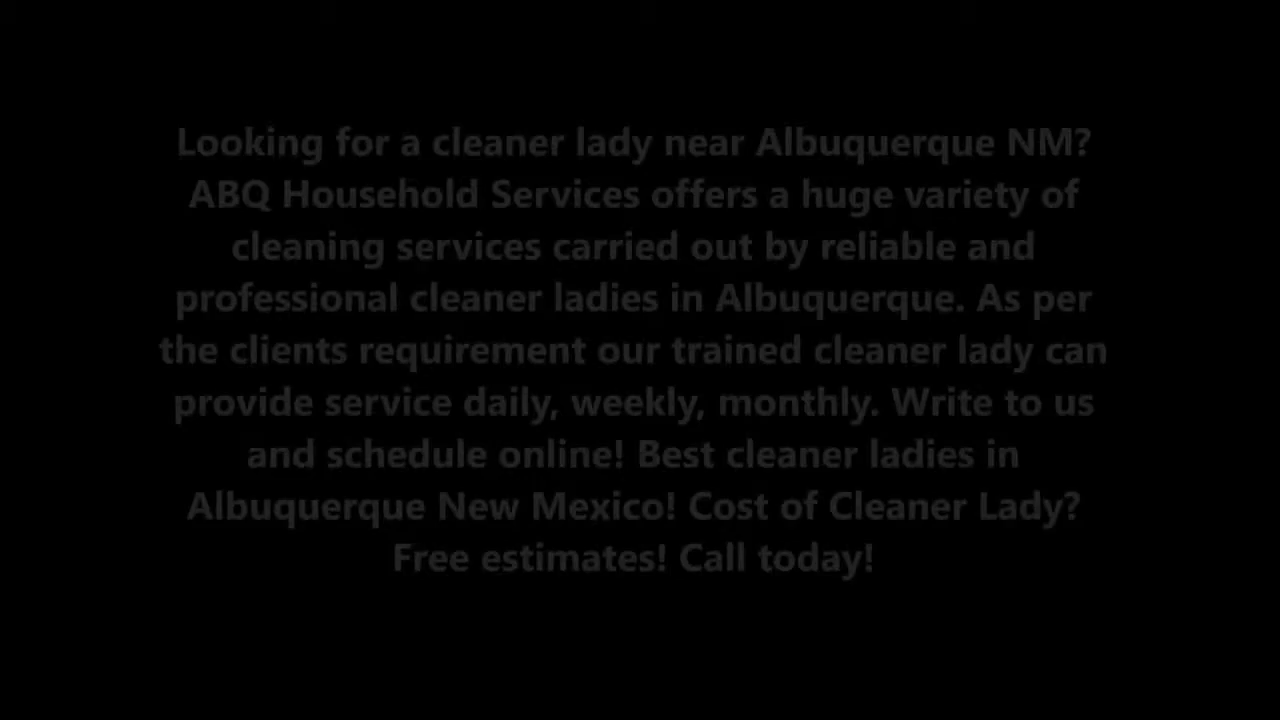 Looking for a cleaner lady near Albuquerque NM?
ABQ Household Services offers a huge variety of
cleaning services carried out by reliable and
professional cleaner ladies in Albuquerque. As per
the clients requirement our trained cleaner lady can
provide service daily, weekly, monthly. Write to us
and schedule online! Best cleaner ladies in
Albuquerque New Mexico! Cost of Cleaner Lady?
Free estimates! Call today!